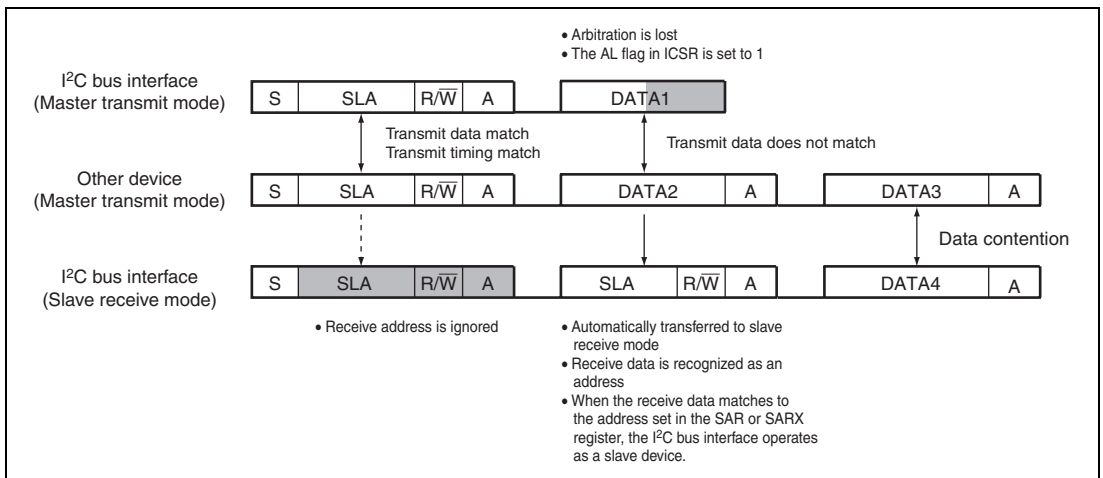 • Arbitration is lost
• The AL flag in ICSR is set to 1
I²C bus interface
(Master transmit mode)
S SLA R/W̅ A DATA1
Transmit data match
Transmit timing match
Transmit data does not match
Other device
(Master transmit mode)
S SLA R/W̅ A DATA2 A DATA3 A
Data contention
I²C bus interface
(Slave receive mode)
S SLA R/W̅ A SLA R/W̅ A DATA4 A
• Receive address is ignored
• Automatically transferred to slave
receive mode
• Receive data is recognized as an
address
• When the receive data matches to
the address set in the SAR or SARX
register, the I²C bus interface operates
as a slave device.